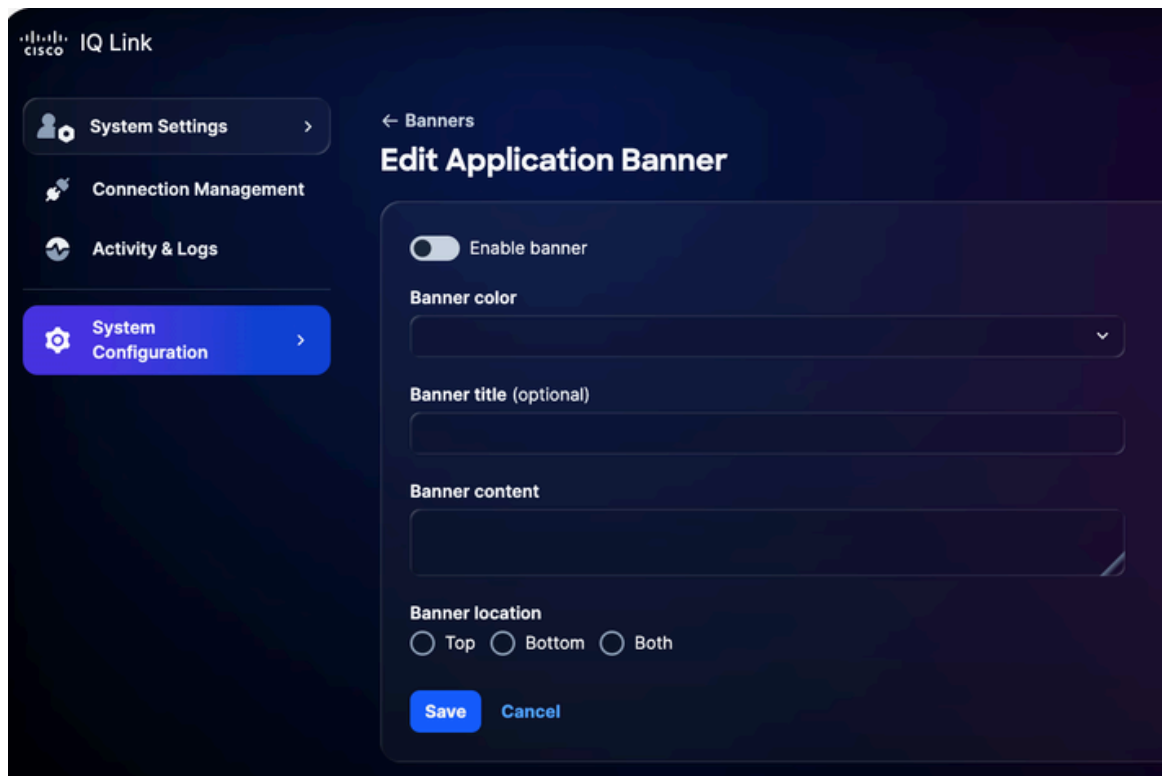 cisco IQ Link
System Settings
Connection Management
Activity & Logs
System
Configuration
← Banners
Edit Application Banner
Enable banner
Banner color
Banner title (optional)
Banner content
Banner location
Top Bottom Both
Save Cancel